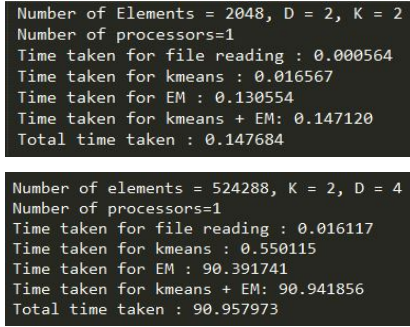 Number of Elements = 2048, D = 2, K = 2
Number of processors=1
Time taken for file reading : 0.000564
Time taken for kmeans : 0.016567
Time taken for EM : 0.130554
Time taken for kmeans + EM: 0.147120
Total time taken : 0.147684
Number of elements = 524288, K = 2, D = 4
Number of processors=1
Time taken for file reading : 0.016117
Time taken for kmeans : 0.550115
Time taken for EM : 90.391741
Time taken for kmeans + EM: 90.941856
Total time taken : 90.957973